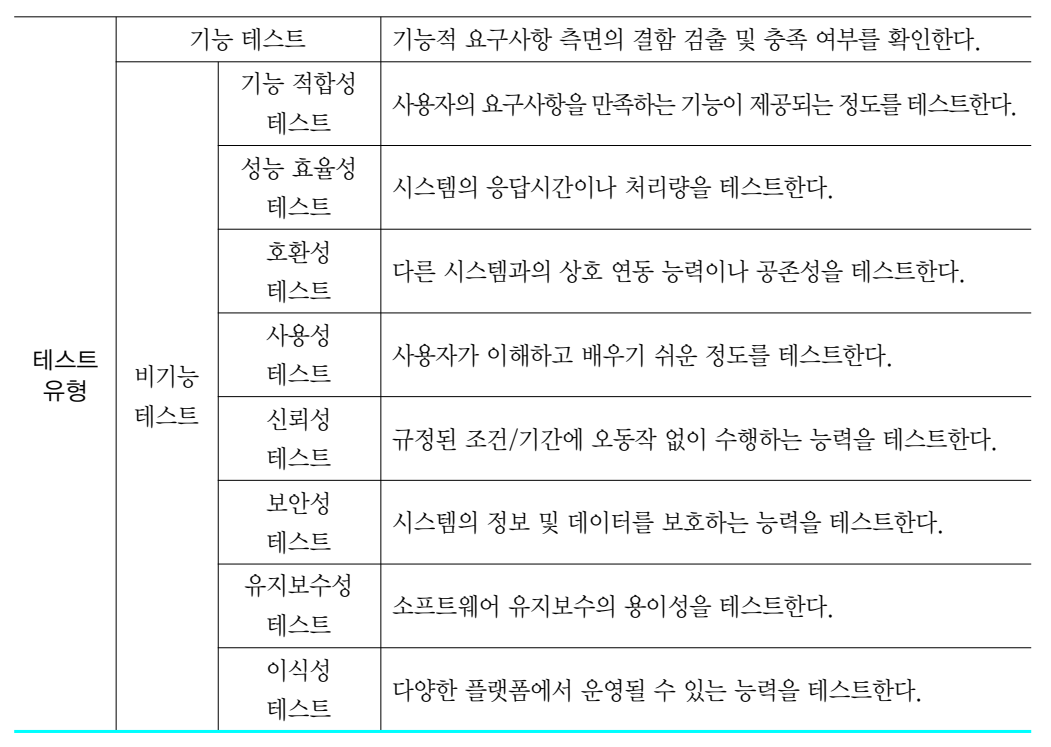 기능 테스트
기능적 요구사항 측면의 결함 검출 및 충족 여부를 확인한다.
테스트
유형
비기능
테스트
기능 적합성
테스트
사용자의 요구사항을 만족하는 기능이 제공되는 정도를 테스트한다.
성능 효율성
테스트
시스템의 응답시간이나 처리량을 테스트한다.
호환성
테스트
다른 시스템과의 상호 연동 능력이나 공존성을 테스트한다.
사용성
테스트
사용자가 이해하고 배우기 쉬운 정도를 테스트한다.
신뢰성
테스트
규정된 조건/기간에 오동작 없이 수행하는 능력을 테스트한다.
보안성
테스트
시스템의 정보 및 데이터를 보호하는 능력을 테스트한다.
유지보수성
테스트
소프트웨어 유지보수의 용이성을 테스트한다.
이식성
테스트
다양한 플랫폼에서 운영될 수 있는 능력을 테스트한다.